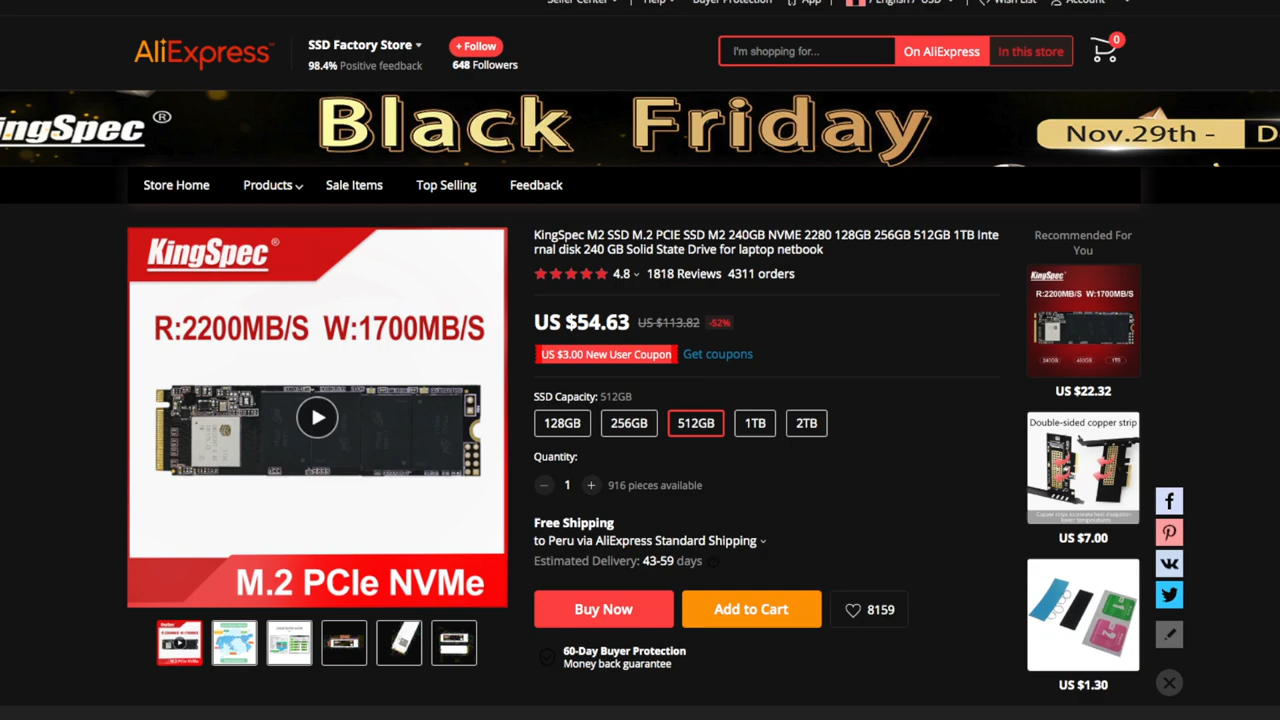 Seller Center
Help
Buyer Protection
App
/ English / USD
Wish List
Account
AliExpress™
SSD Factory Store
98.4% Positive feedback
+ Follow
648 Followers
I'm shopping for...
On AliExpress
In this store
0
ingSpec ®
Black Friday
Nov.29th - D
Store Home
Products
Sale Items
Top Selling
Feedback
KingSpec®
R:2200MB/S W:1700MB/S
M.2 PCIe NVMe
KingSpec M2 SSD M.2 PCIE SSD M2 240GB NVME 2280 128GB 256GB 512GB 1TB Inte
rnal disk 240 GB Solid State Drive for laptop netbook
4.8
1818 Reviews
4311 orders
US $54.63
US $113.82
-52%
US $3.00 New User Coupon
Get coupons
SSD Capacity: 512GB
128GB
256GB
512GB
1TB
2TB
Quantity:
− 1 + 916 pieces available
Free Shipping
to Peru via AliExpress Standard Shipping
Estimated Delivery: 43-59 days
Buy Now
Add to Cart
8159
60-Day Buyer Protection
Money back guarantee
Recommended For
You
KingSpec
R:2200MB/S W:1700MB/S
240GB
480GB
1TB
US $22.32
Double-sided copper strip
US $7.00
US $1.30